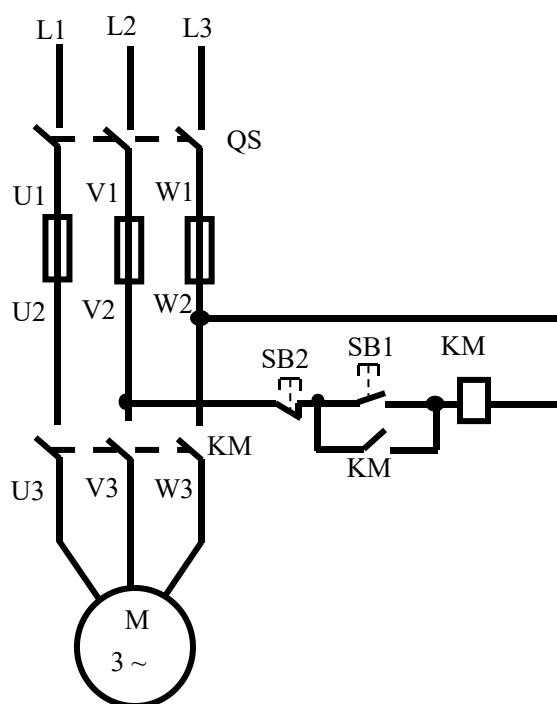 L1 L2 L3
QS
U1 V1 W1
U2 V2 W2
SB2 SB1 KM
KM
KM
U3 V3 W3
M
3 ~